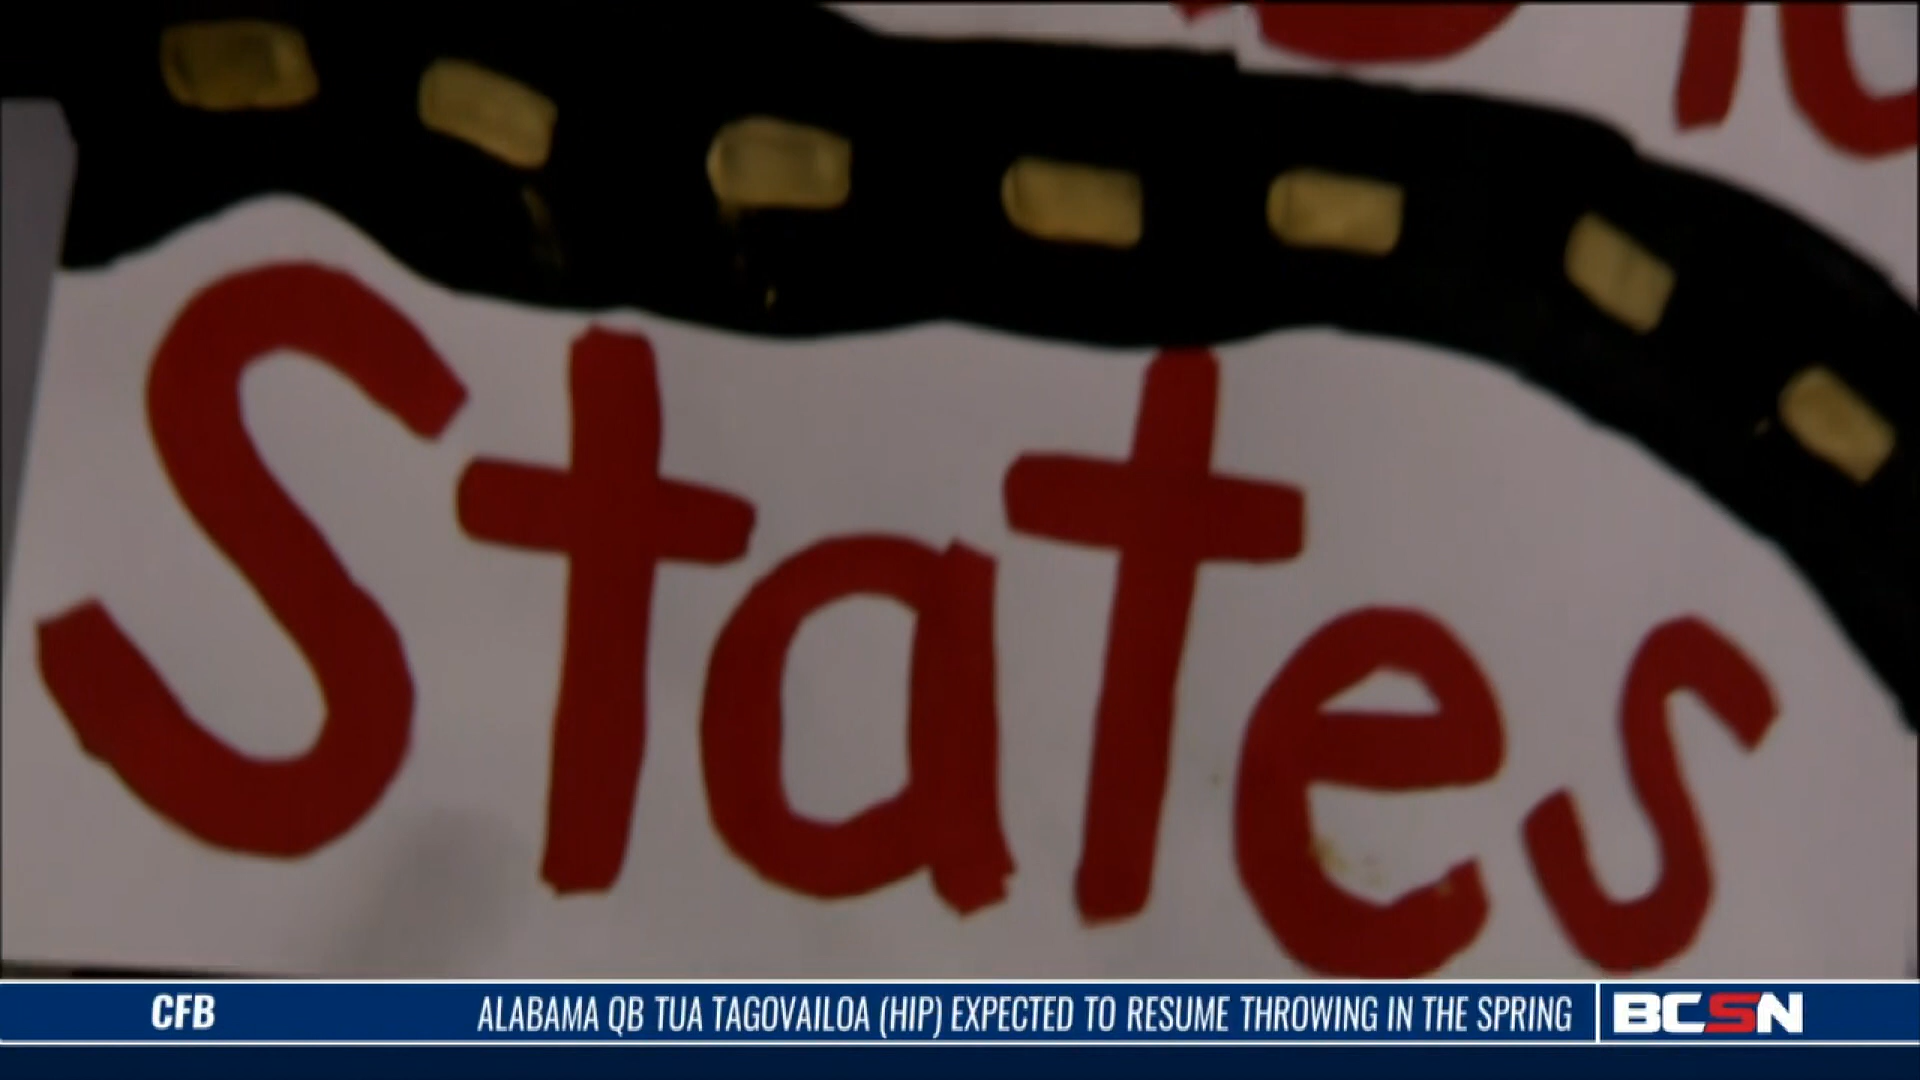 States
CFB ALABAMA QB TUA TAGOVAILOA (HIP) EXPECTED TO RESUME THROWING IN THE SPRING BCSN